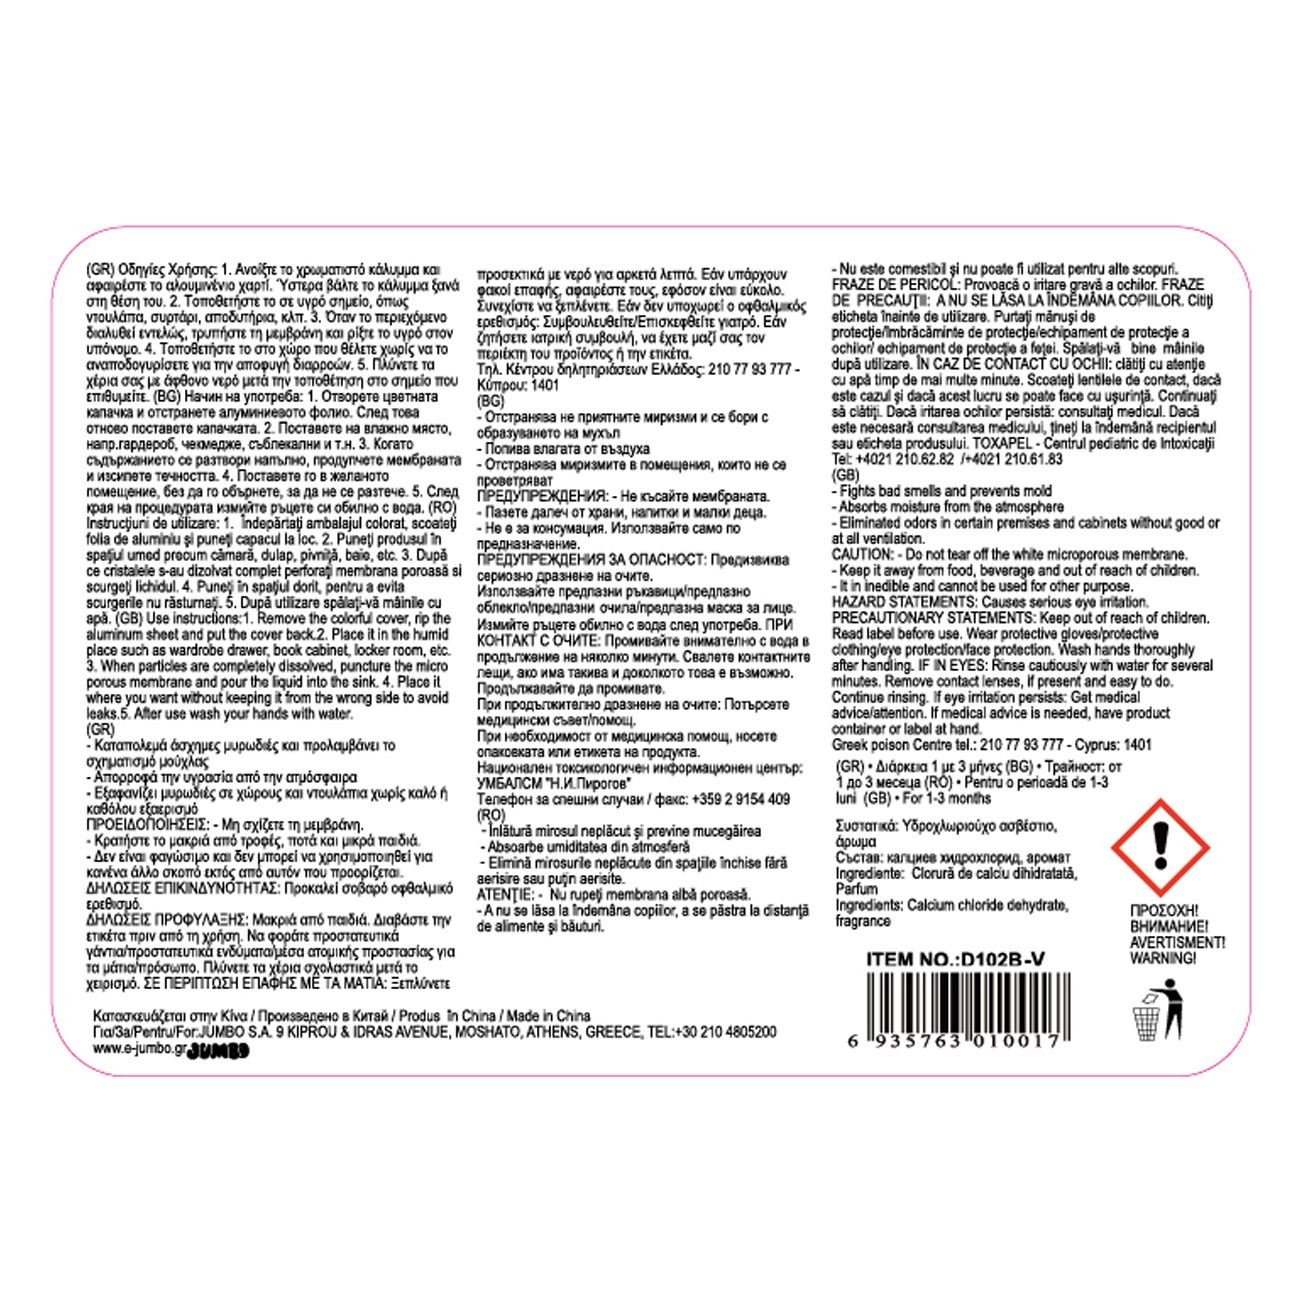 (GR) Οδηγίες Χρήσης: 1. Ανοίξτε το χρωματιστό κάλυμμα και
αφαιρέστε το αλουμινένιο χαρτί. Ύστερα βάλτε το κάλυμμα ξανά
στη θέση του. 2. Τοποθετήστε το σε υγρό σημείο, όπως
ντουλάπα, συρτάρι, αποδυτήρια, κλπ. 3. Όταν το περιεχόμενο
διαλυθεί εντελώς, τρυπήστε τη μεμβράνη και ρίξτε το υγρό στον
υπόνομο. 4. Τοποθετήστε το στο χώρο που θέλετε χωρίς να το
αναποδογυρίσετε για την αποφυγή διαρροών. 5. Πλύνετε τα
χέρια σας με άφθονο νερό μετά την τοποθέτηση στο σημείο που
επιθυμείτε. (BG) Начин на употреба: 1. Отворете цветната
капачка и отстранете алуминиевото фолио. След това
отново поставете капачката. 2. Поставете на влажно място,
напр.гардероб, чекмедже, съблекални и т.н. 3. Когато
съдържанието се разтвори напълно, продупчете мембраната
и изсипете течността. 4. Поставете го в желаното
помещение, без да го обърнете, за да не се разтече. 5. След
края на процедурата измийте ръцете си обилно с вода. (RO)
Instrucțiuni de utilizare: 1. Îndepărtați ambalajul colorat, scoateți
folia de aluminiu și puneți capacul la loc. 2. Puneți produsul în
spațiul umed precum cămară, dulap, pivniță, baie, etc. 3. După
ce cristalele s-au dizolvat complet perforați membrana poroasă si
scurgeți lichidul. 4. Puneți în spațiul dorit, pentru a evita
scurgerile nu răsturnați. 5. După utilizare spălați-vă mâinile cu
apă. (GB) Use instructions:1. Remove the colorful cover, rip the
aluminum sheet and put the cover back.2. Place it in the humid
place such as wardrobe drawer, book cabinet, locker room, etc.
3. When particles are completely dissolved, puncture the micro
porous membrane and pour the liquid into the sink. 4. Place it
where you want without keeping it from the wrong side to avoid
leaks.5. After use wash your hands with water.
(GR)
- Καταπολεμά άσχημες μυρωδιές και προλαμβάνει το
σχηματισμό μούχλας
- Απορροφά την υγρασία από την ατμόσφαιρα
- Εξαφανίζει μυρωδιές σε χώρους και ντουλάπια χωρίς καλό ή
καθόλου εξαερισμό
ΠΡΟΕΙΔΟΠΟΙΗΣΕΙΣ: - Μη σχίζετε τη μεμβράνη.
- Κρατήστε το μακριά από τροφές, ποτά και μικρά παιδιά.
- Δεν είναι φαγώσιμο και δεν μπορεί να χρησιμοποιηθεί για
κανένα άλλο σκοπό εκτός από αυτόν που προορίζεται.
ΔΗΛΩΣΕΙΣ ΕΠΙΚΙΝΔΥΝΟΤΗΤΑΣ: Προκαλεί σοβαρό οφθαλμικό
ερεθισμό.
ΔΗΛΩΣΕΙΣ ΠΡΟΦΥΛΑΞΗΣ: Μακριά από παιδιά. Διαβάστε την
ετικέτα πριν από τη χρήση. Να φοράτε προστατευτικά
γάντια/προστατευτικά ενδύματα/μέσα ατομικής προστασίας για
τα μάτια/πρόσωπο. Πλύνετε τα χέρια σχολαστικά μετά το
χειρισμό. ΣΕ ΠΕΡΙΠΤΩΣΗ ΕΠΑΦΗΣ ΜΕ ΤΑ ΜΑΤΙΑ: Ξεπλύνετε
προσεκτικά με νερό για αρκετά λεπτά. Εάν υπάρχουν
φακοί επαφής, αφαιρέστε τους, εφόσον είναι εύκολο.
Συνεχίστε να ξεπλένετε. Εάν δεν υποχωρεί ο οφθαλμικός
ερεθισμός: Συμβουλευθείτε/Επισκεφθείτε γιατρό. Εάν
ζητήσετε ιατρική συμβουλή, να έχετε μαζί σας τον
περιέκτη του προϊόντος ή την ετικέτα.
Τηλ. Κέντρου δηλητηριάσεων Ελλάδος: 210 77 93 777 -
Κύπρου: 1401
(BG)
- Отстранява не приятните миризми и се бори с
образуването на мухъл
- Попива влагата от въздуха
- Отстранява миризмите в помещения, които не се
проветряват
ПРЕДУПРЕЖДЕНИЯ: - Не късайте мембраната.
- Пазете далеч от храни, напитки и малки деца.
- Не е за консумация. Използвайте само по
предназначение.
ПРЕДУПРЕЖДЕНИЯ ЗА ОПАСНОСТ: Предизвиква
сериозно дразнене на очите.
Използвайте предпазни ръкавици/предпазно
облекло/предпазни очила/предпазна маска за лице.
Измийте ръцете обилно с вода след употреба. ПРИ
КОНТАКТ С ОЧИТЕ: Промивайте внимателно с вода в
продължение на няколко минути. Свалете контактните
лещи, ако има такива и доколкото това е възможно.
Продължавайте да промивате.
При продължително дразнене на очите: Потърсете
медицински съвет/помощ.
При необходимост от медицинска помощ, носете
опаковката или етикета на продукта.
Национален токсикологичен информационен център:
УМБАЛСМ "Н.И.Пирогов"
Телефон за спешни случаи / факс: +359 2 9154 409
(RO)
- Înlătură mirosul neplăcut și previne mucegăirea
- Absoarbe umiditatea din atmosferă
- Elimină mirosurile neplăcute din spațiile închise fără
aerisire sau puțin aerisite.
ATENȚIE: - Nu rupeți membrana albă poroasă.
- A nu se lăsa la îndemâna copiilor, a se păstra la distanță
de alimente și băuturi.
- Nu este comestibil și nu poate fi utilizat pentru alte scopuri.
FRAZE DE PERICOL: Provoacă o iritare gravă a ochilor. FRAZE
DE PRECAUȚII: A NU SE LĂSA LA ÎNDEMÂNA COPIILOR. Citiți
eticheta înainte de utilizare. Purtați mănuși de
protecție/îmbrăcăminte de protecție/echipament de protecție a
ochilor/ echipament de protecție a feței. Spălați-vă bine mâinile
după utilizare. ÎN CAZ DE CONTACT CU OCHII: clătiți cu atenție
cu apă timp de mai multe minute. Scoateți lentilele de contact, dacă
este cazul și dacă acest lucru se poate face cu ușurință. Continuați
să clătiți. Dacă iritarea ochilor persistă: consultați medicul. Dacă
este necesară consultarea medicului, țineți la îndemână recipientul
sau eticheta produsului. TOXAPEL - Centrul pediatric de Intoxicații
Tel: +4021 210.62.82 /+4021 210.61.83
(GB)
- Fights bad smells and prevents mold
- Absorbs moisture from the atmosphere
- Eliminated odors in certain premises and cabinets without good or
at all ventilation.
CAUTION: - Do not tear off the white microporous membrane.
- Keep it away from food, beverage and out of reach of children.
- It in inedible and cannot be used for other purpose.
HAZARD STATEMENTS: Causes serious eye irritation.
PRECAUTIONARY STATEMENTS: Keep out of reach of children.
Read label before use. Wear protective gloves/protective
clothing/eye protection/face protection. Wash hands thoroughly
after handling. IF IN EYES: Rinse cautiously with water for several
minutes. Remove contact lenses, if present and easy to do.
Continue rinsing. If eye irritation persists: Get medical
advice/attention. If medical advice is needed, have product
container or label at hand.
Greek poison Centre tel.: 210 77 93 777 - Cyprus: 1401
(GR) • Διάρκεια 1 με 3 μήνες (BG) • Трайност: от
1 до 3 месеца (RO) • Pentru o perioadă de 1-3
luni (GB) • For 1-3 months
Συστατικά: Υδροχλωριούχο ασβέστιο,
άρωμα
Състав: калциев хидрохлорид, аромат
Ingrediente: Clorură de calciu dihidratată,
Parfum
Ingredients: Calcium chloride dehydrate,
fragrance
ΠΡΟΣΟΧΗ!
ВНИМАНИЕ!
AVERTISMENT!
WARNING!
ITEM NO.:D102B-V
6 935763 010017
Κατασκευάζεται στην Κίνα / Произведено в Китай / Produs în China / Made in China
Για/За/Pentru/For:JUMBO S.A. 9 KIPROU & IDRAS AVENUE, MOSHATO, ATHENS, GREECE, TEL:+30 210 4805200
www.e-jumbo.gr JUMBO